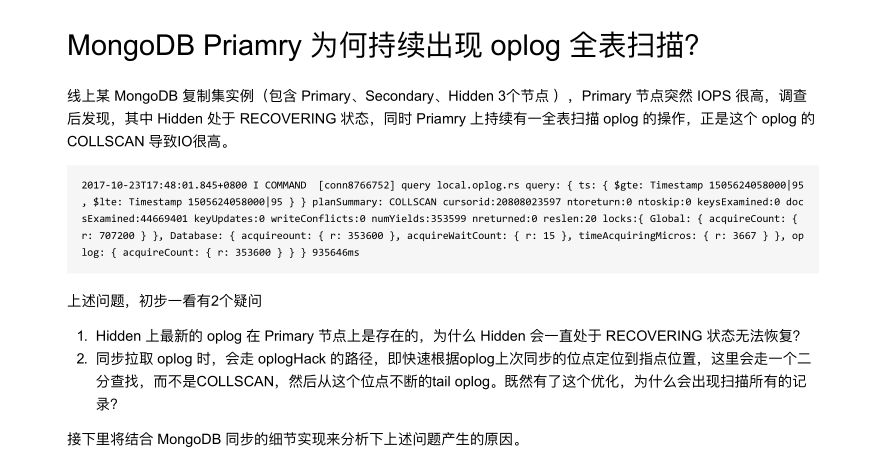 MongoDB Priamry 为何持续出现 oplog 全表扫描?
线上某 MongoDB 复制集实例（包含 Primary、Secondary、Hidden 3个节点 ），Primary 节点突然 IOPS 很高，调查
后发现，其中 Hidden 处于 RECOVERING 状态，同时 Priamry 上持续有一全表扫描 oplog 的操作，正是这个 oplog 的
COLLSCAN 导致IO很高。
2017-10-23T17:48:01.845+0800 I COMMAND  [conn8766752] query local.oplog.rs query: { ts: { $gte: Timestamp 1505624058000|95
, $lte: Timestamp 1505624058000|95 } } planSummary: COLLSCAN cursorid:20808023597 ntoreturn:0 ntoskip:0 keysExamined:0 doc
sExamined:44669401 keyUpdates:0 writeConflicts:0 numYields:353599 nreturned:0 reslen:20 locks:{ Global: { acquireCount: {
r: 707200 } }, Database: { acquireount: { r: 353600 }, acquireWaitCount: { r: 15 }, timeAcquiringMicros: { r: 3667 } }, op
log: { acquireCount: { r: 353600 } } } 935646ms
上述问题，初步一看有2个疑问
1. Hidden 上最新的 oplog 在 Primary 节点上是存在的，为什么 Hidden 会一直处于 RECOVERING 状态无法恢复?
2. 同步拉取 oplog 时，会走 oplogHack 的路径，即快速根据oplog上次同步的位点定位到指点位置，这里会走一个二
分查找，而不是COLLSCAN，然后从这个位点不断的tail oplog。既然有了这个优化，为什么会出现扫描所有的记
录?
接下里将结合 MongoDB 同步的细节实现来分析下上述问题产生的原因。